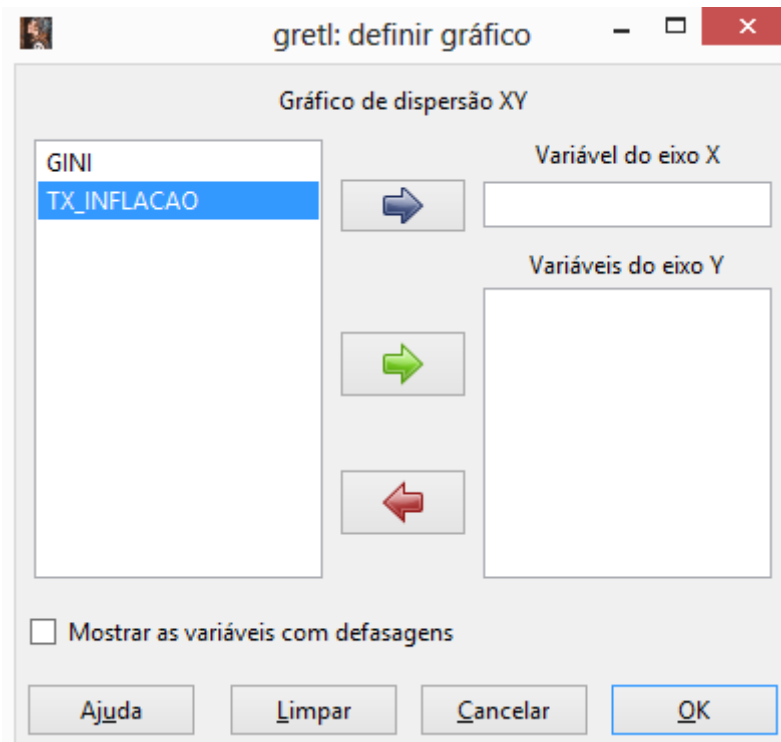 gretl: definir gráfico
Gráfico de dispersão XY
GINI
TX_INFLACAO
Variável do eixo X
Variáveis do eixo Y
Mostrar as variáveis com defasagens
Ajuda
Limpar
Cancelar
OK